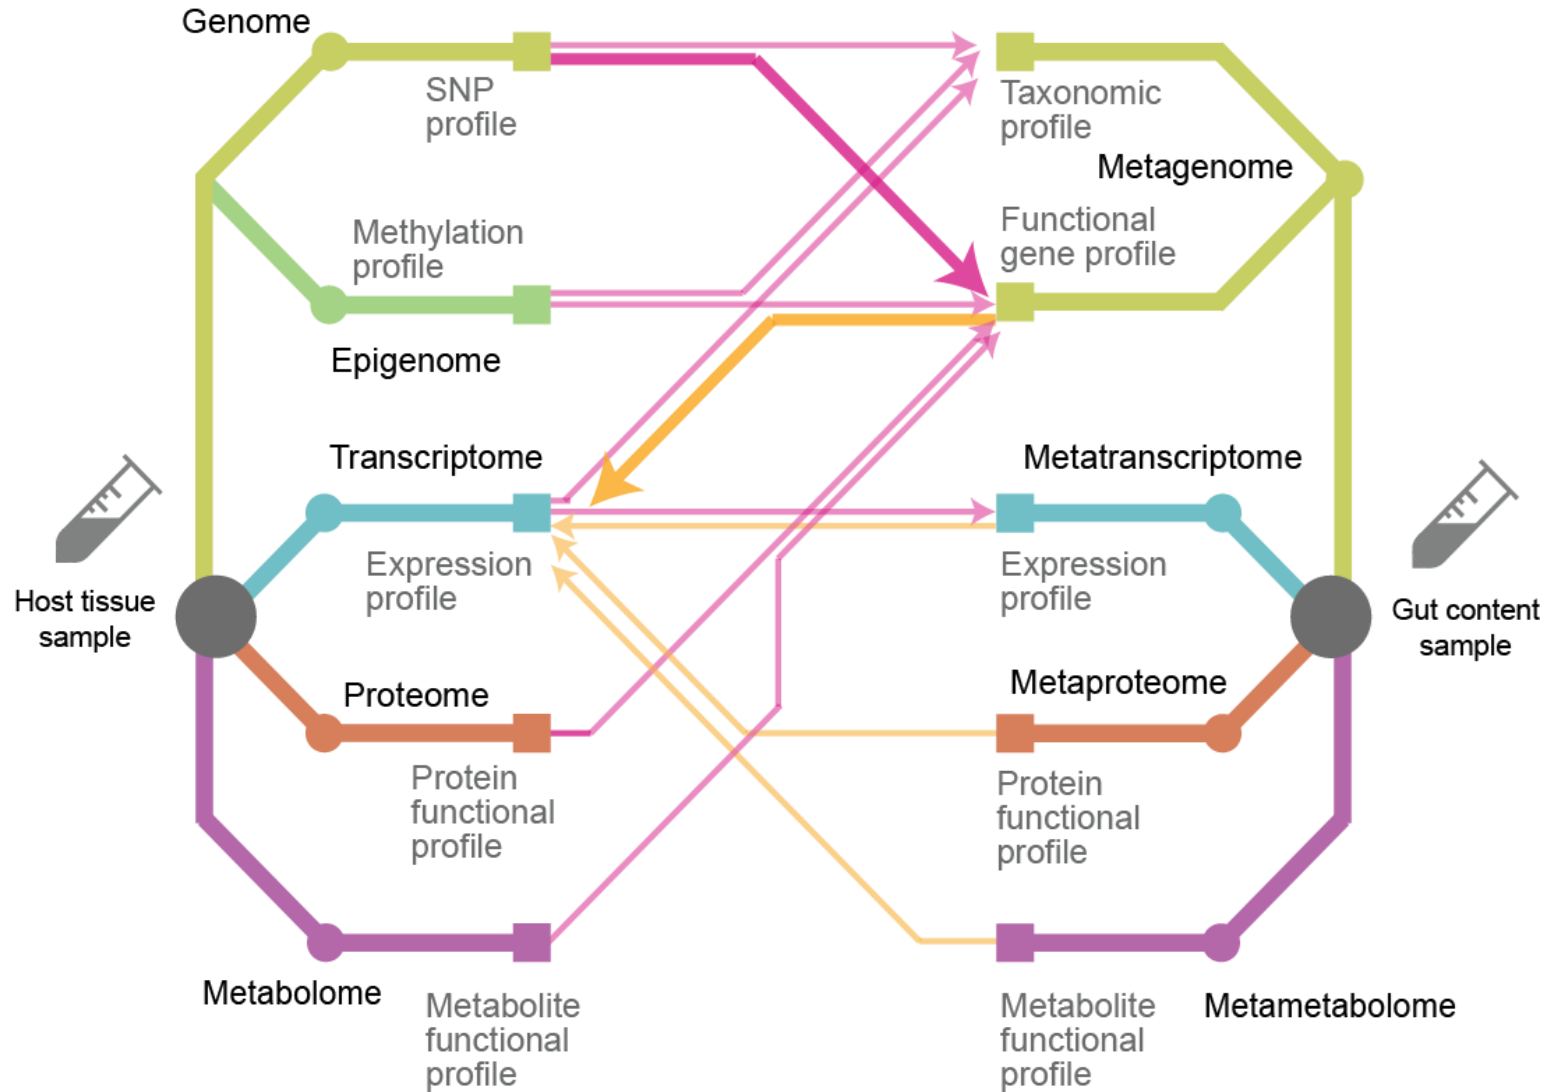 Genome
SNP
profile
Taxonomic
profile
Metagenome
Methylation
profile
Functional
gene profile
Epigenome
Transcriptome
Metatranscriptome
Expression
profile
Expression
profile
Host tissue
sample
Gut content
sample
Proteome
Metaproteome
Protein
functional
profile
Protein
functional
profile
Metabolome
Metabolite
functional
profile
Metabolite
functional
profile
Metametabolome